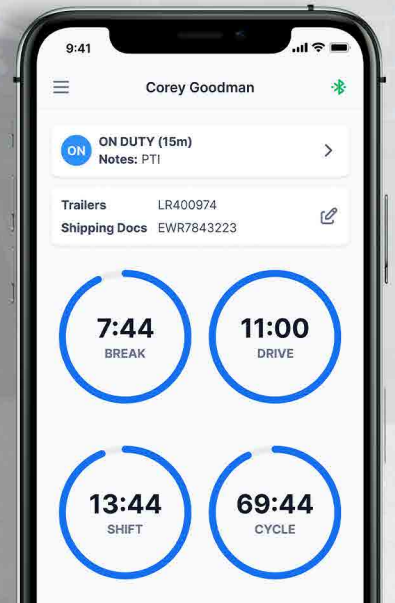 9:41
Corey Goodman
ON ON DUTY (15m)
Notes: PTI
Trailers LR400974
Shipping Docs EWR7843223
7:44 11:00
BREAK DRIVE
13:44 69:44
SHIFT CYCLE